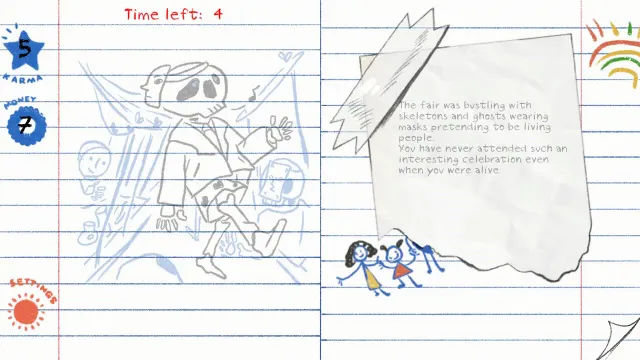 Time left: 4
5
KARMA
MONEY
7
The fair was bustling with
skeletons and ghosts wearing
masks pretending to be living
people.
You have never attended such an
interesting celebration even
when you were alive.
SETTINGS